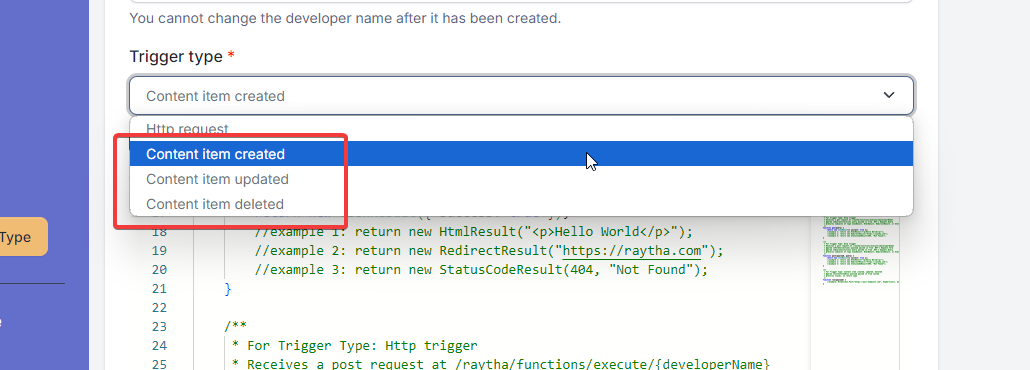 You cannot change the developer name after it has been created.
Trigger type *
Content item created
Http request
Content item created
Content item updated
Content item deleted
Type
18 //example 1: return new HtmlResult("<p>Hello World</p>");
19 //example 2: return new RedirectResult("https://raytha.com");
20 //example 3: return new StatusCodeResult(404, "Not Found");
21 }
22
23 /**
24 * For Trigger Type: Http trigger
25 * Receives a post request at /raytha/functions/execute/{developerName}